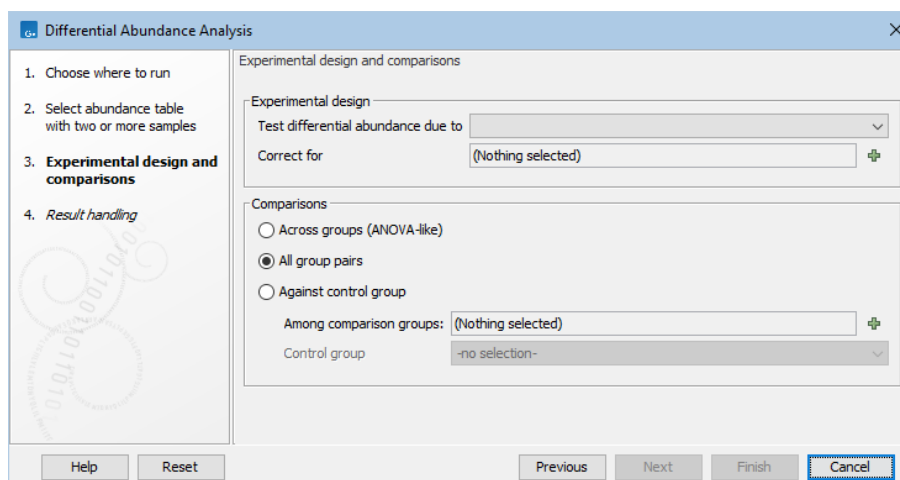 Differential Abundance Analysis
1. Choose where to run
2. Select abundance table
with two or more samples
3. Experimental design and
comparisons
4. Result handling
Experimental design and comparisons
Experimental design
Test differential abundance due to
Correct for (Nothing selected)
Comparisons
Across groups (ANOVA-like)
All group pairs
Against control group
Among comparison groups: (Nothing selected)
Control group -no selection-
Help Reset Previous Next Finish Cancel